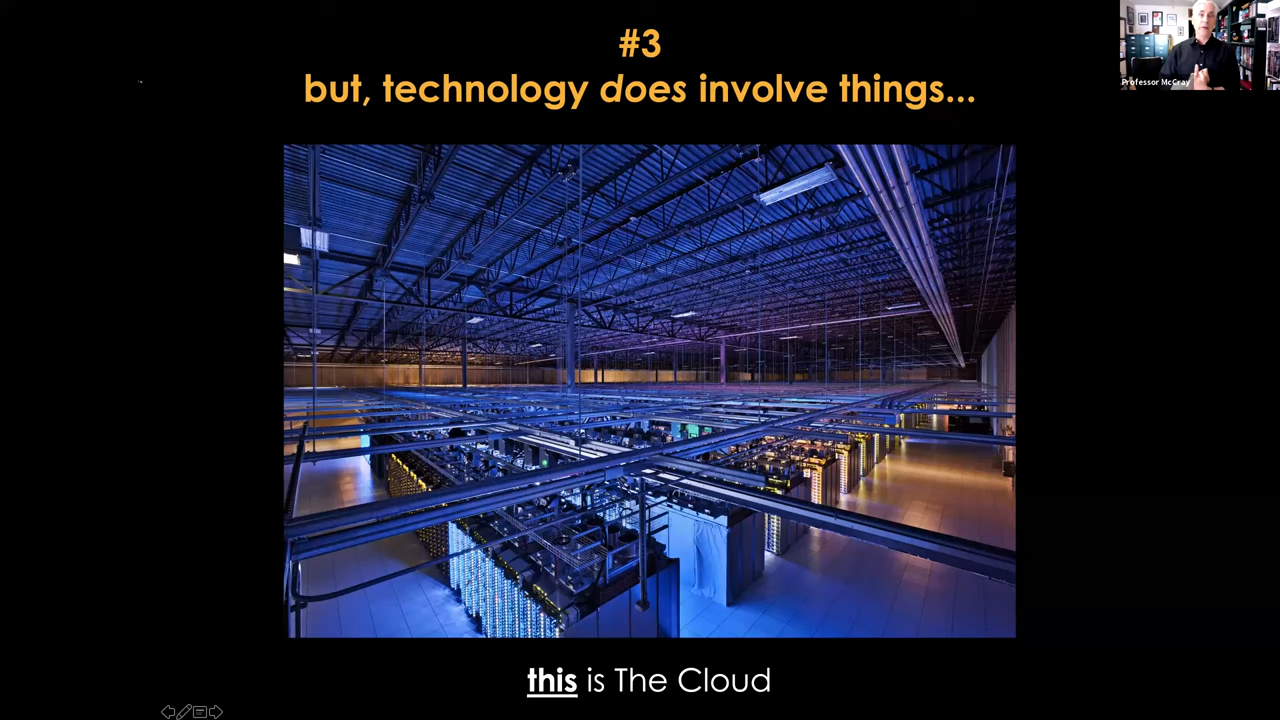 #3
but, technology does involve things...
Professor McCray
this is The Cloud